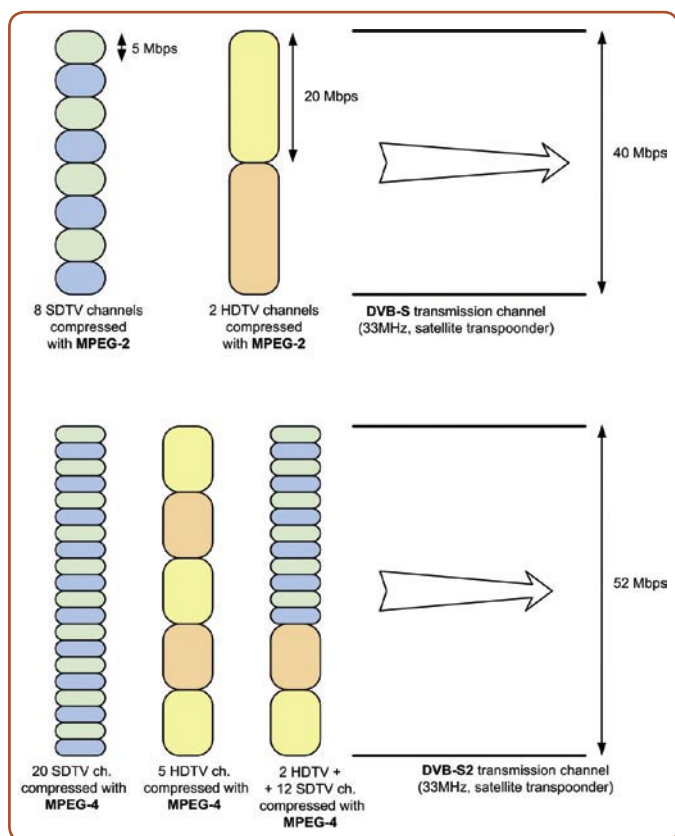 5 Mbps
20 Mbps
40 Mbps
8 SDTV channels
compressed
with MPEG-2
2 HDTV channels
compressed
with MPEG-2
DVB-S transmission channel
(33MHz, satellite transpoonder)
52 Mbps
20 SDTV ch.
compressed with
MPEG-4
5 HDTV ch.
compressed with
MPEG-4
2 HDTV +
+ 12 SDTV ch.
compressed with
MPEG-4
DVB-S2 transmission channel
(33MHz, satellite transpoonder)